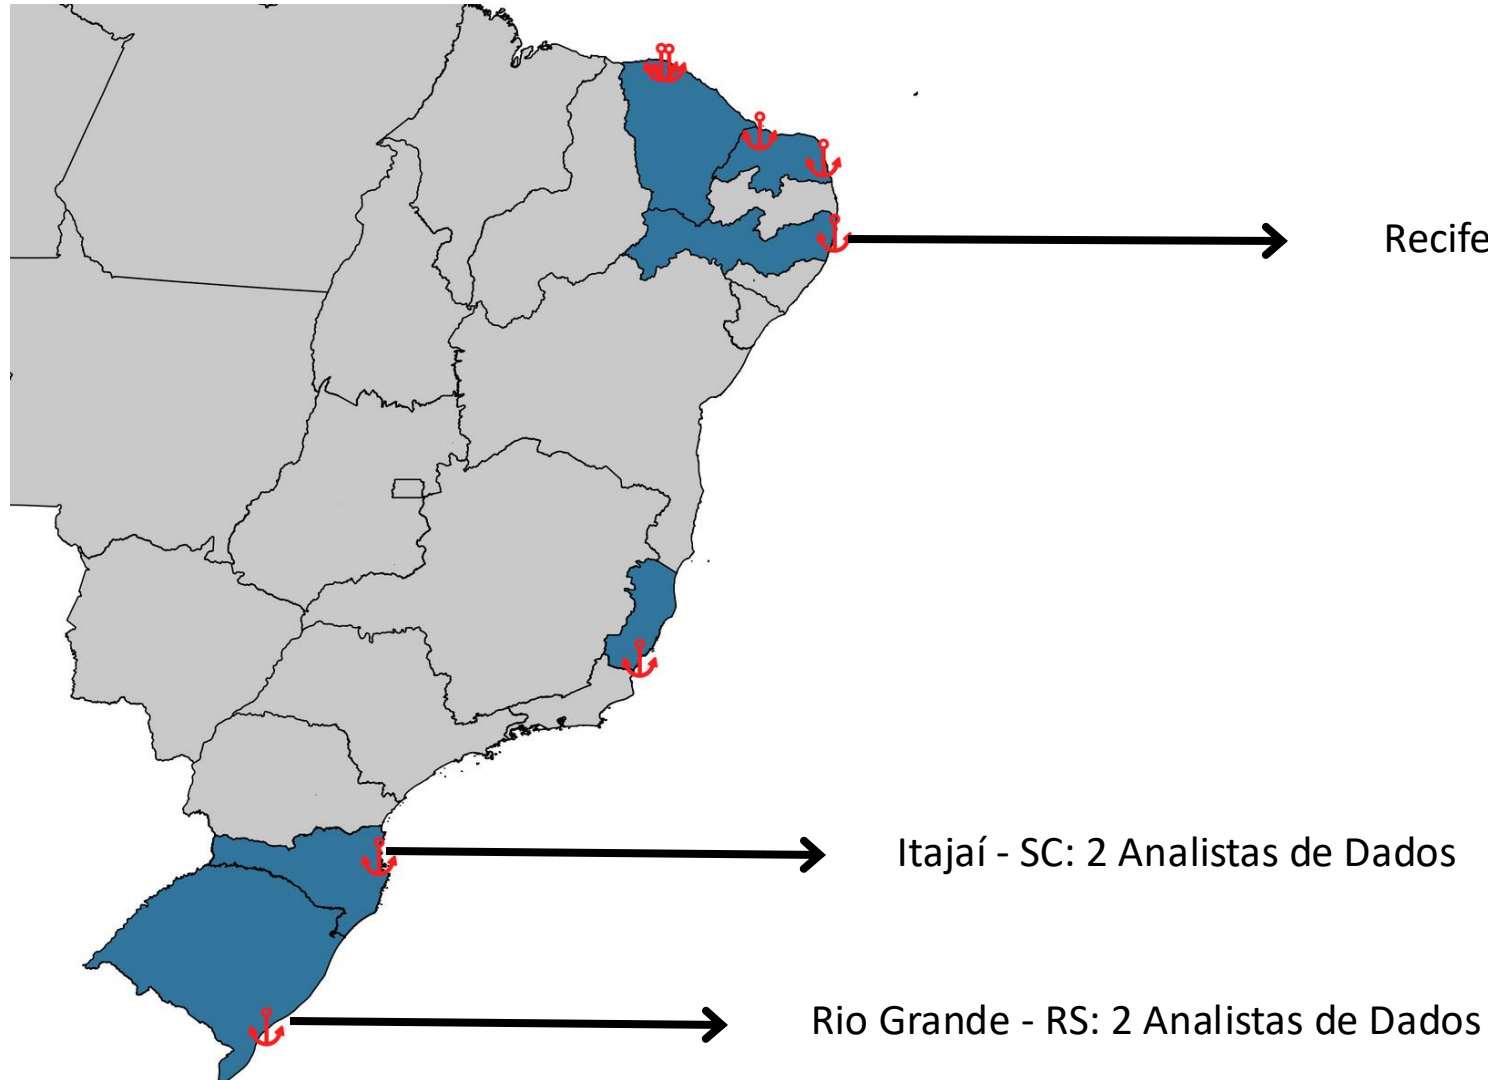 Recife
Itajaí - SC: 2 Analistas de Dados
Rio Grande - RS: 2 Analistas de Dados